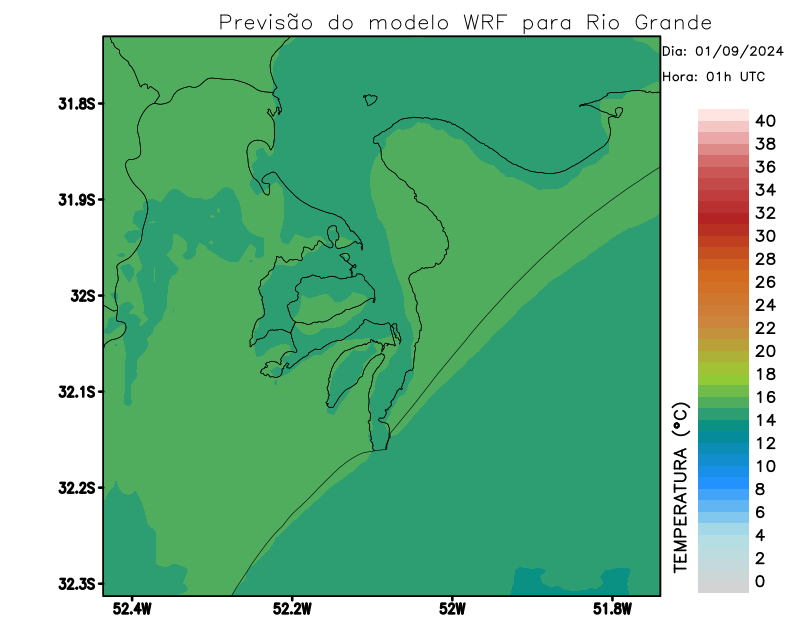 Previsão do modelo WRF para Rio Grande
Dia: 01/09/2024
Hora: 01h UTC
31.8S
31.9S
32S
32.1S
32.2S
32.3S
52.4W
52.2W
52W
51.8W
TEMPERATURA (°C)
40
38
36
34
32
30
28
26
24
22
20
18
16
14
12
10
8
6
4
2
0